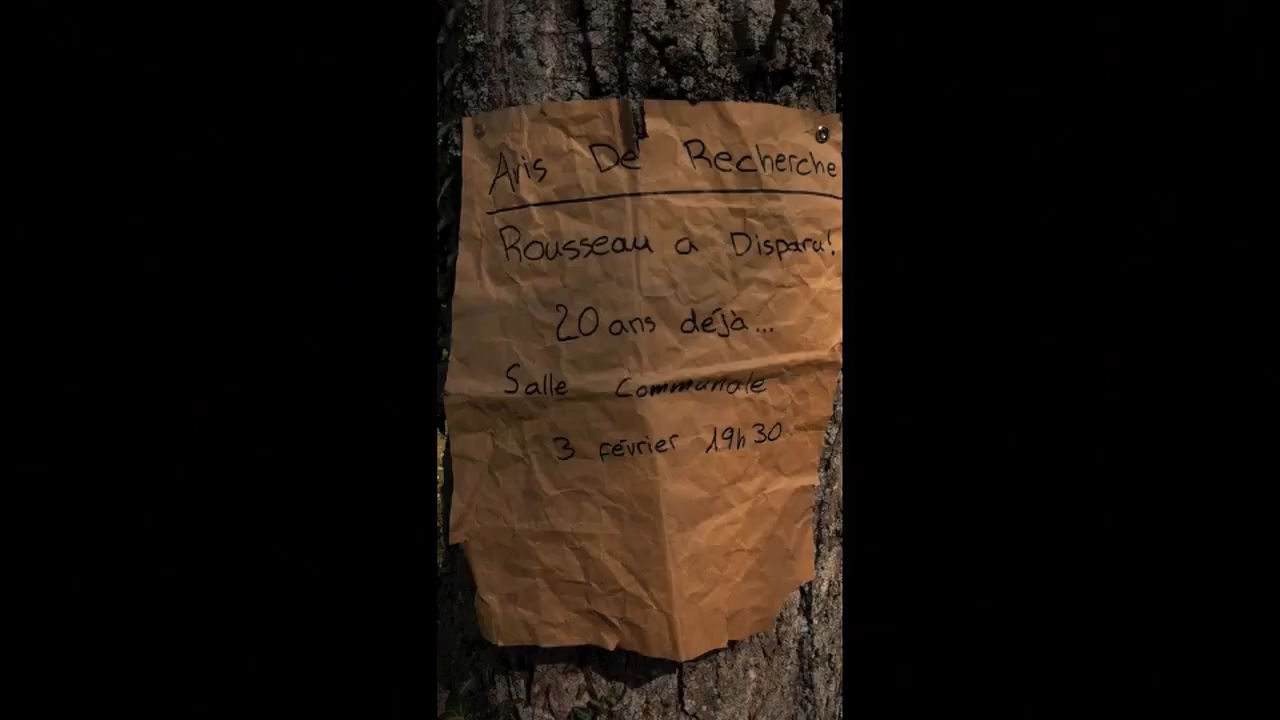 Avis De Recherche
Rousseau a Disparu!
20 ans déjà...
Salle Communale
3 février 19h30